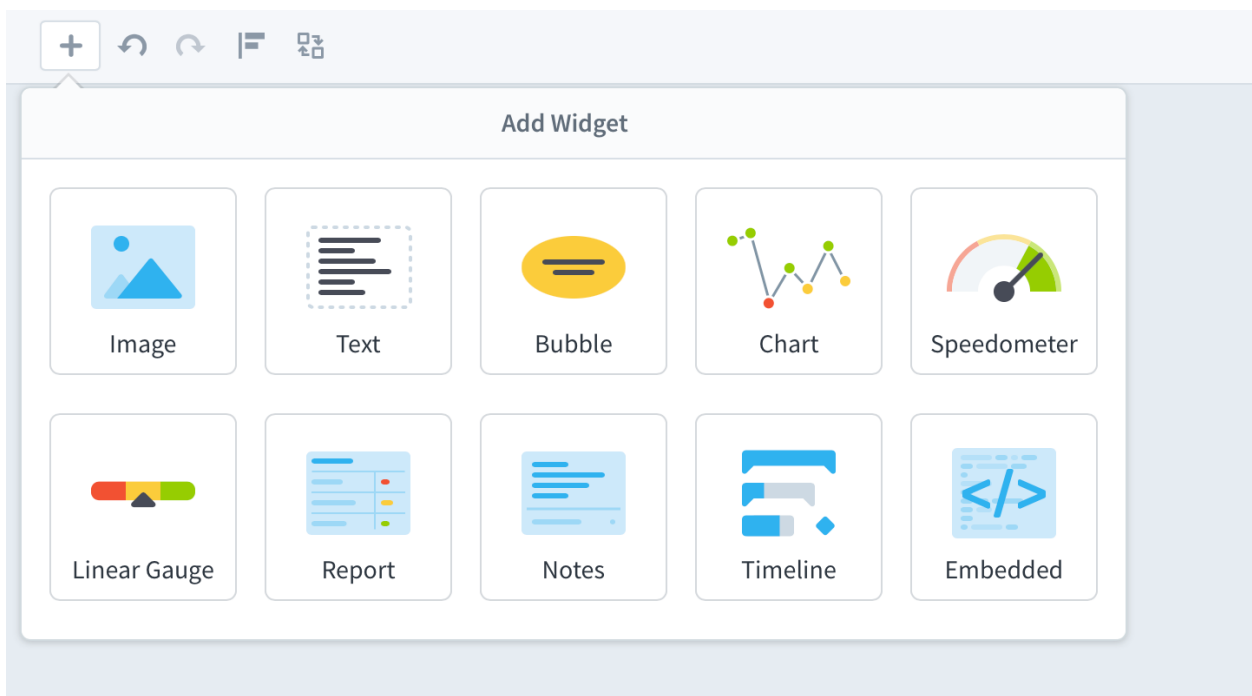 Add Widget
Image
Text
Bubble
Chart
Speedometer
Linear Gauge
Report
Notes
Timeline
Embedded